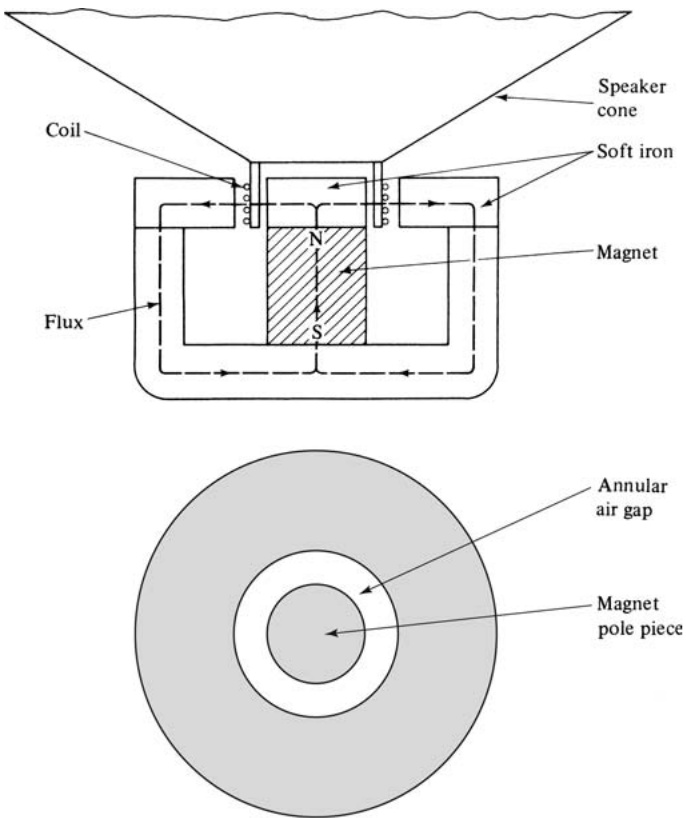 Speaker
cone
Coil
Soft iron
N
Magnet
Flux
S
Annular
air gap
Magnet
pole piece